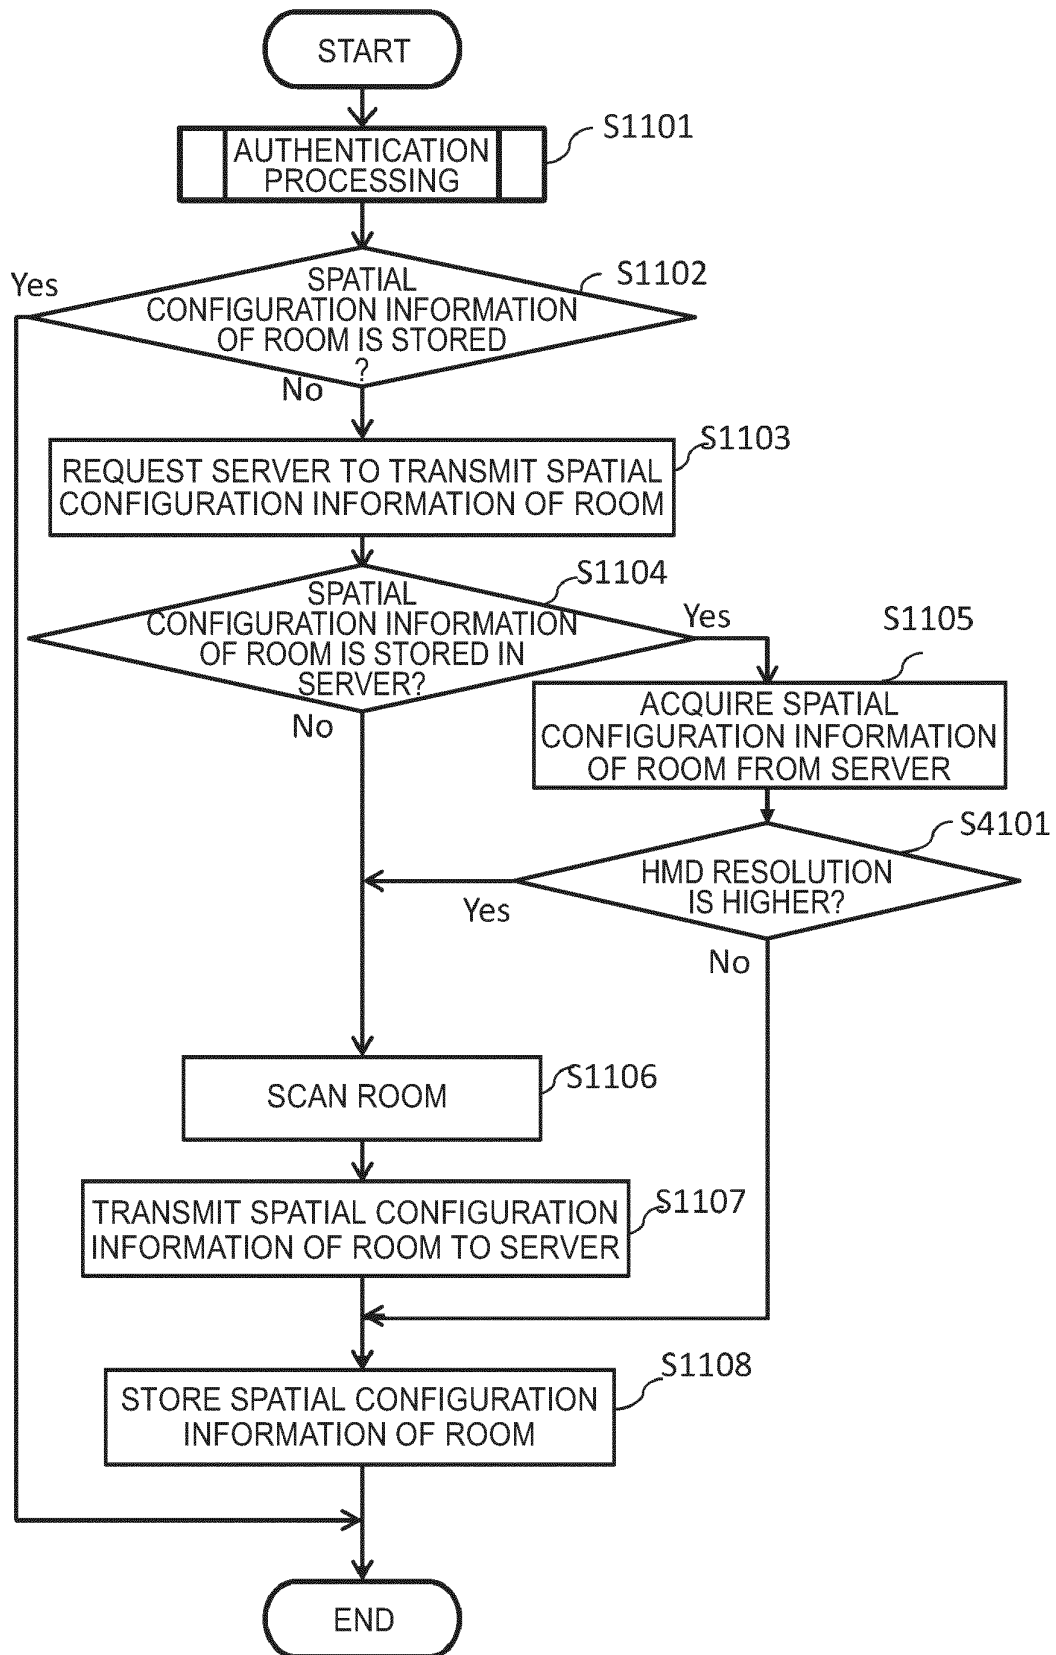 START
S1101
AUTHENTICATION
PROCESSING
Yes
S1102
SPATIAL
CONFIGURATION INFORMATION
OF ROOM IS STORED
?
No
S1103
REQUEST SERVER TO TRANSMIT SPATIAL
CONFIGURATION INFORMATION OF ROOM
S1104
SPATIAL
CONFIGURATION INFORMATION
OF ROOM IS STORED IN
SERVER?
Yes
No
S1105
ACQUIRE SPATIAL
CONFIGURATION INFORMATION
OF ROOM FROM SERVER
S4101
HMD RESOLUTION
IS HIGHER?
Yes
No
S1106
SCAN ROOM
S1107
TRANSMIT SPATIAL CONFIGURATION
INFORMATION OF ROOM TO SERVER
S1108
STORE SPATIAL CONFIGURATION
INFORMATION OF ROOM
END